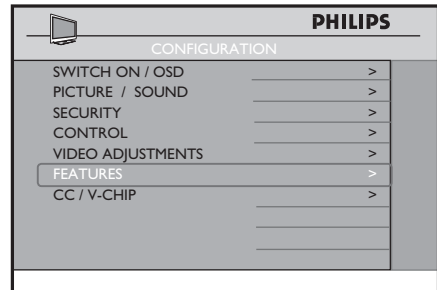 PHILIPS
CONFIGURATION
SWITCH ON / OSD >
PICTURE / SOUND >
SECURITY >
CONTROL >
VIDEO ADJUSTMENTS >
FEATURES >
CC / V-CHIP >